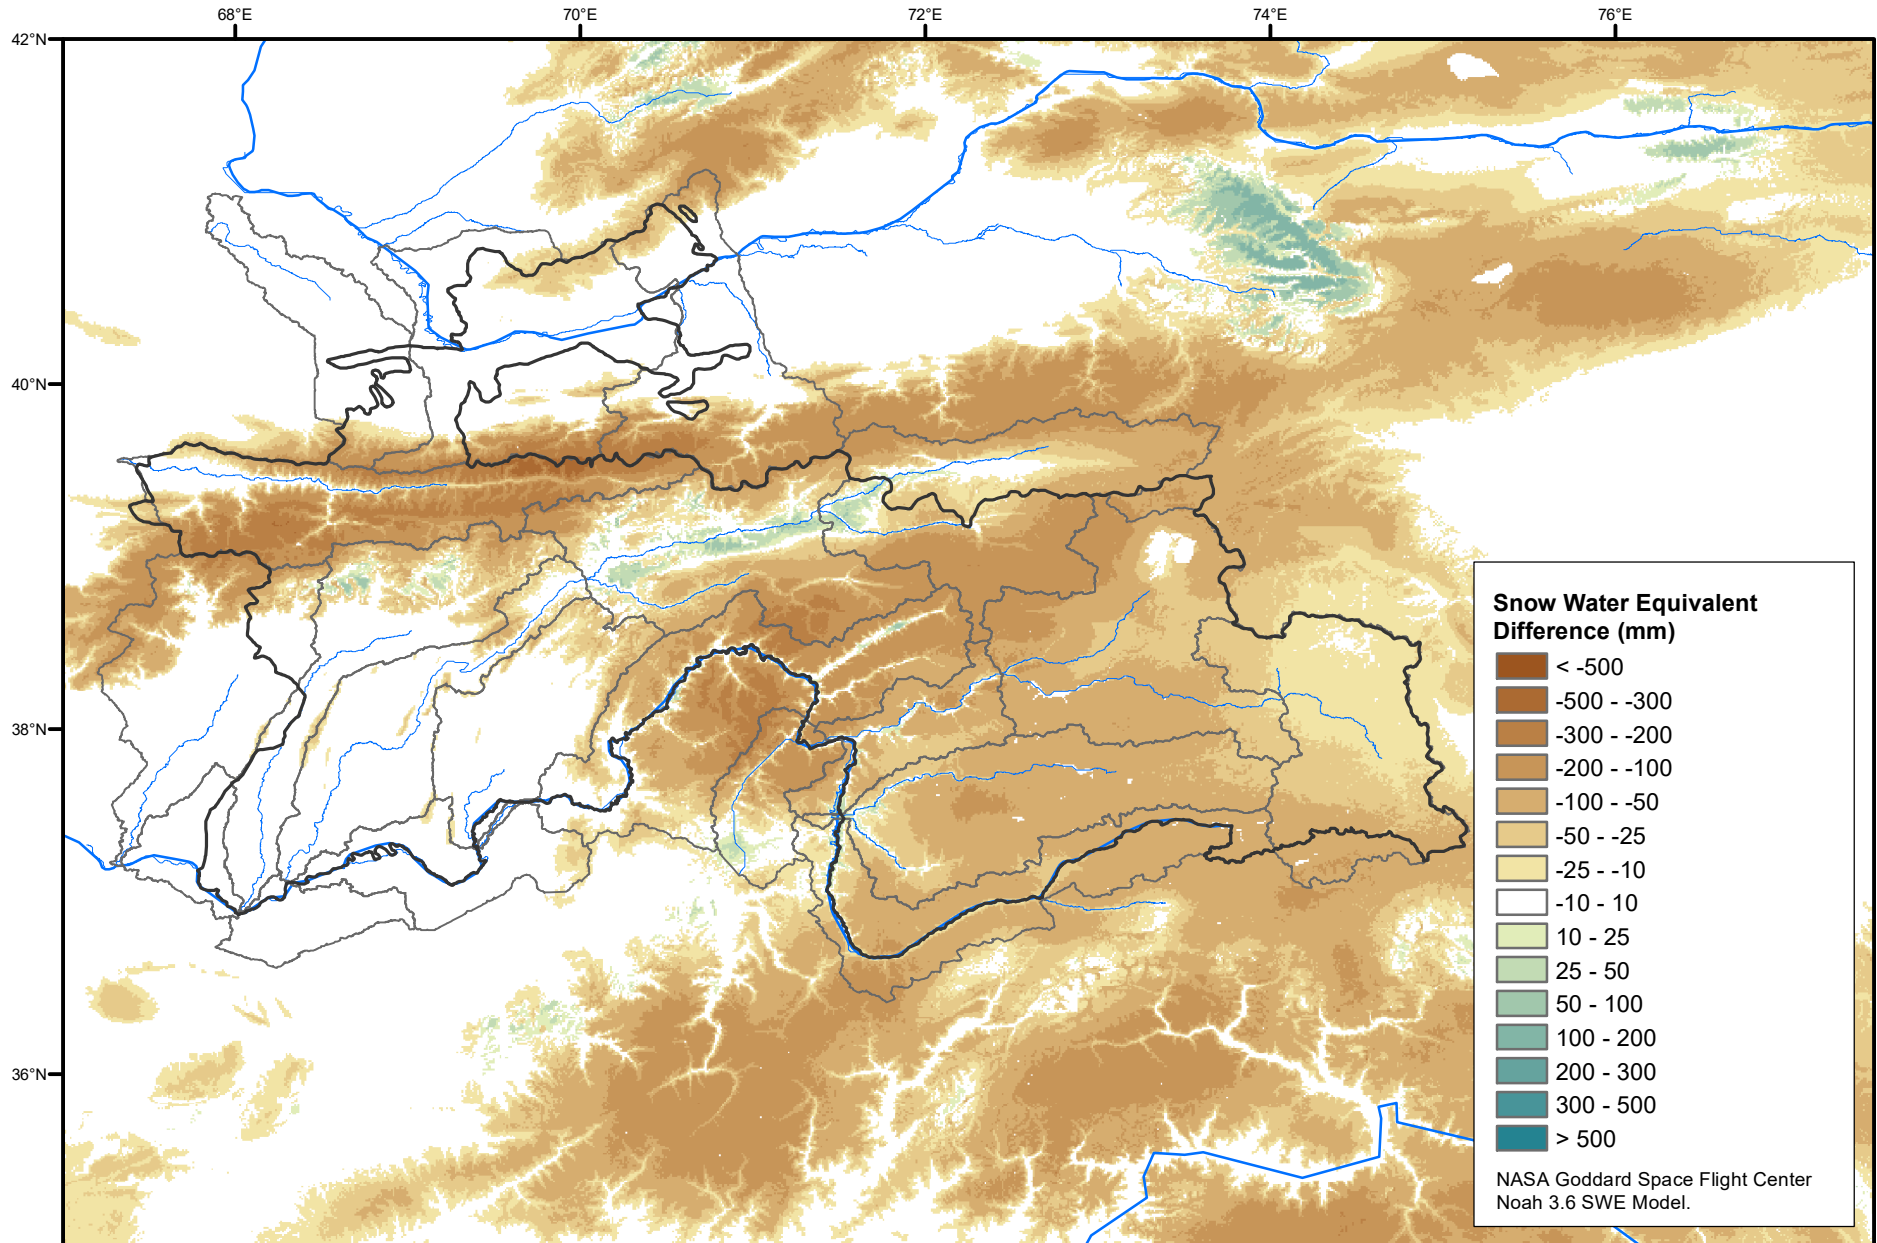 68°E
70°E
72°E
74°E
76°E
42°N
40°N
38°N
36°N
Snow Water Equivalent
Difference (mm)
< -500
-500 - -300
-300 - -200
-200 - -100
-100 - -50
-50 - -25
-25 - -10
-10 - 10
10 - 25
25 - 50
50 - 100
100 - 200
200 - 300
300 - 500
> 500
NASA Goddard Space Flight Center
Noah 3.6 SWE Model.